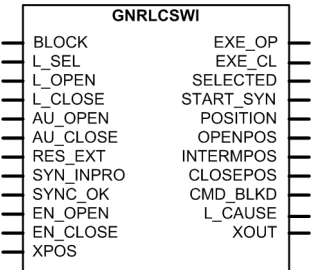 GNRLCSWI
BLOCK EXE_OP
L_SEL EXE_CL
L_OPEN SELECTED
L_CLOSE START_SYN
AU_OPEN POSITION
AU_CLOSE OPENPOS
RES_EXT INTERMPOS
SYN_INPRO CLOSEPOS
SYNC_OK CMD_BLKD
EN_OPEN L_CAUSE
EN_CLOSE XOUT
XPOS